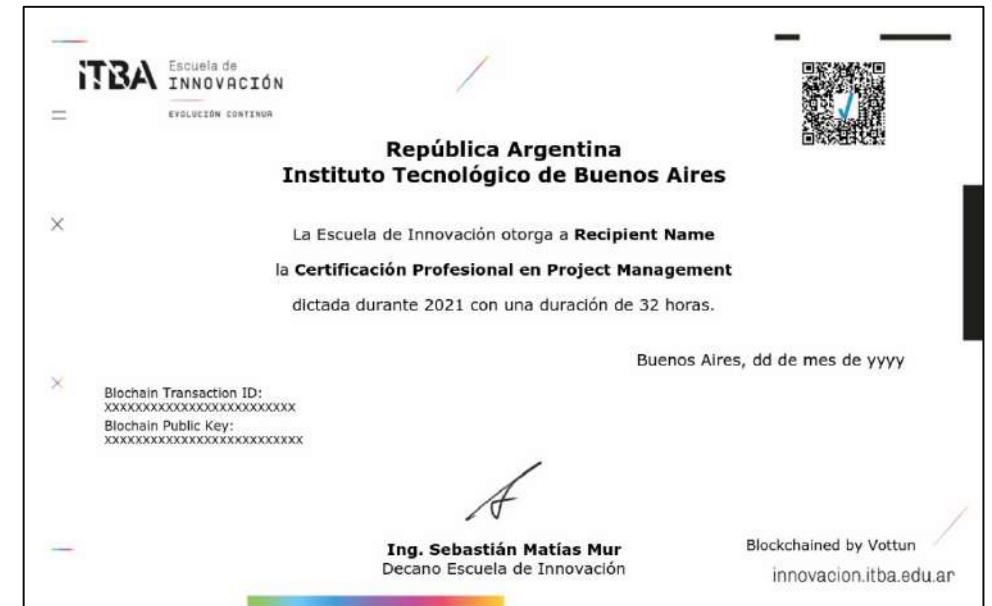 ITBA
Escuela de
INNOVACIÓN
EVOLUCIÓN CONTINUA
República Argentina
Instituto Tecnológico de Buenos Aires
La Escuela de Innovación otorga a Recipient Name
la Certificación Profesional en Project Management
dictada durante 2021 con una duración de 32 horas.
Buenos Aires, dd de mes de yyyy
Blochain Transaction ID:
XXXXXXXXXXXXXXXXXXXXXXXXX
Blochain Public Key:
XXXXXXXXXXXXXXXXXXXXXXXXXX
Ing. Sebastián Matías Mur
Decano Escuela de Innovación
Blockchained by Vottun
innovacion.itba.edu.ar